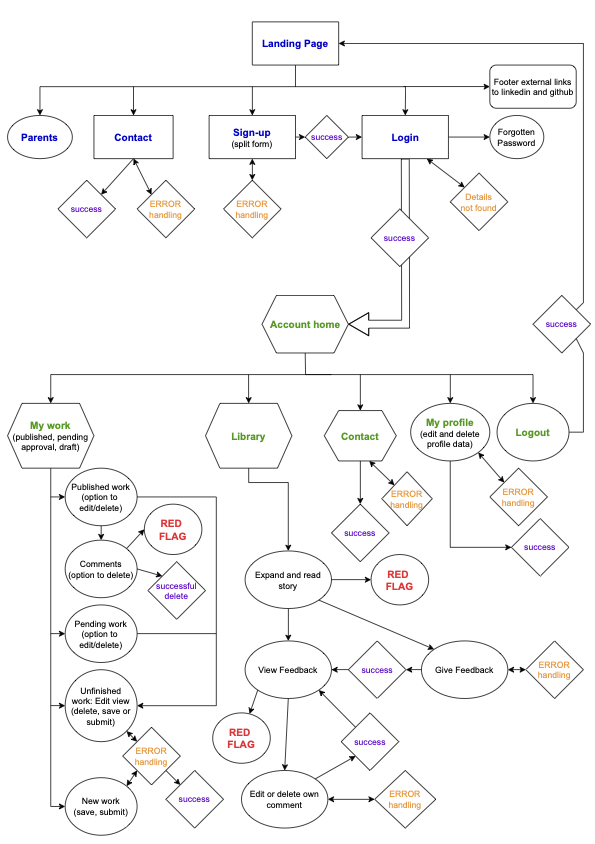 Landing Page
Footer external links
to linkedin and github
Parents
Contact
Sign-up
(split form)
success
Login
Forgotten
Password
success
ERROR
handling
ERROR
handling
Details
not found
success
Account home
success
My work
(published, pending
approval, draft)
Library
Contact
My profile
(edit and delete
profile data)
Logout
Published work
(option to
edit/delete)
ERROR
handling
ERROR
handling
RED
FLAG
success
success
Comments
(option to delete)
successful
delete
Expand and read
story
RED
FLAG
Pending work
(option to
edit/delete)
View Feedback
success
Give Feedback
ERROR
handling
Unfinished
work: Edit view
(delete, save or
submit)
RED
FLAG
success
ERROR
handling
success
New work
(save, submit)
Edit or delete own
comment
ERROR
handling